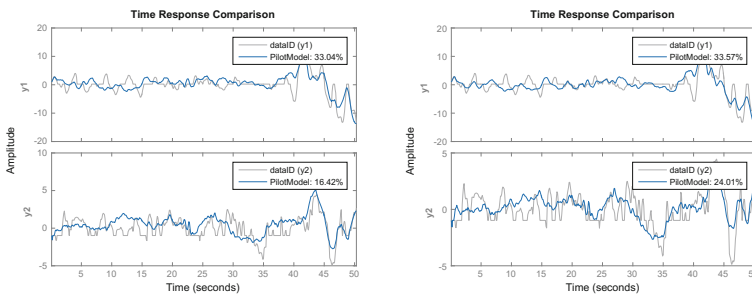 Time Response Comparison
20
10
0
-10
-20
y1
dataID (y1)
PilotModel: 33.04%
Amplitude
10
5
0
-5
y2
dataID (y2)
PilotModel: 16.42%
5 10 15 20 25 30 35 40 45 50
Time (seconds)
Time Response Comparison
20
10
0
-10
-20
y1
dataID (y1)
PilotModel: 33.57%
Amplitude
5
0
-5
y2
dataID (y2)
PilotModel: 24.01%
5 10 15 20 25 30 35 40 45
Time (seconds)